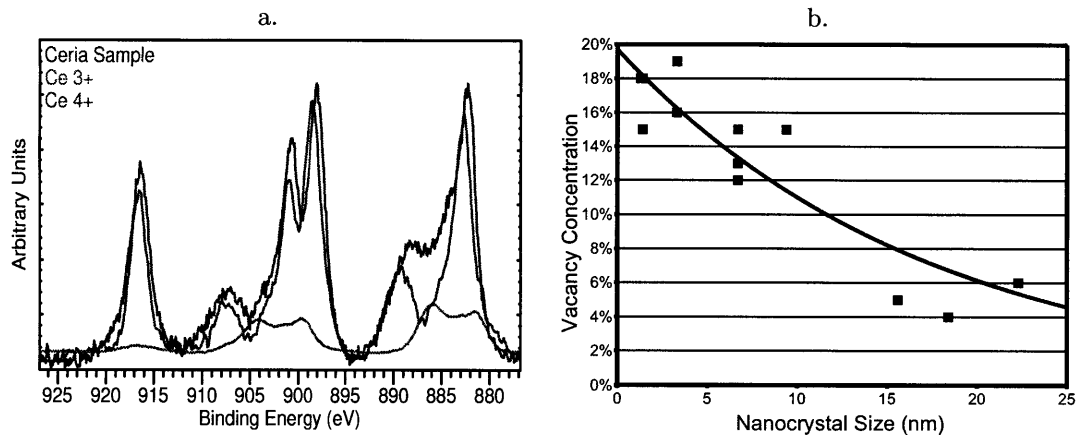 a.
Ceria Sample
Ce 3+
Ce 4+
Arbitrary Units
925 920 915 910 905 900 895 890 885 880
Binding Energy (eV)
b.
20%
18%
16%
14%
12%
10%
8%
6%
4%
2%
0%
Vacancy Concentration
0 5 10 15 20 25
Nanocrystal Size (nm)